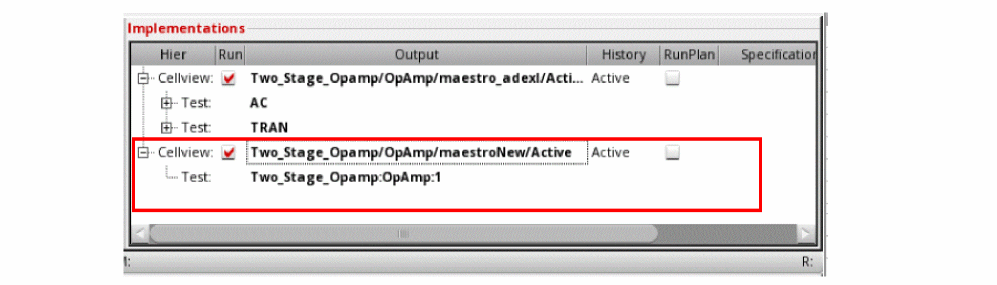 Implementations
Hier Run Output History RunPlan Specification
Cellview: Two_Stage_Opamp/OpAmp/maestro_adexl/Acti... Active
Test: AC
Test: TRAN
Cellview: Two_Stage_Opamp/OpAmp/maestroNew/Active Active
Test: Two_Stage_Opamp:OpAmp:1
R: